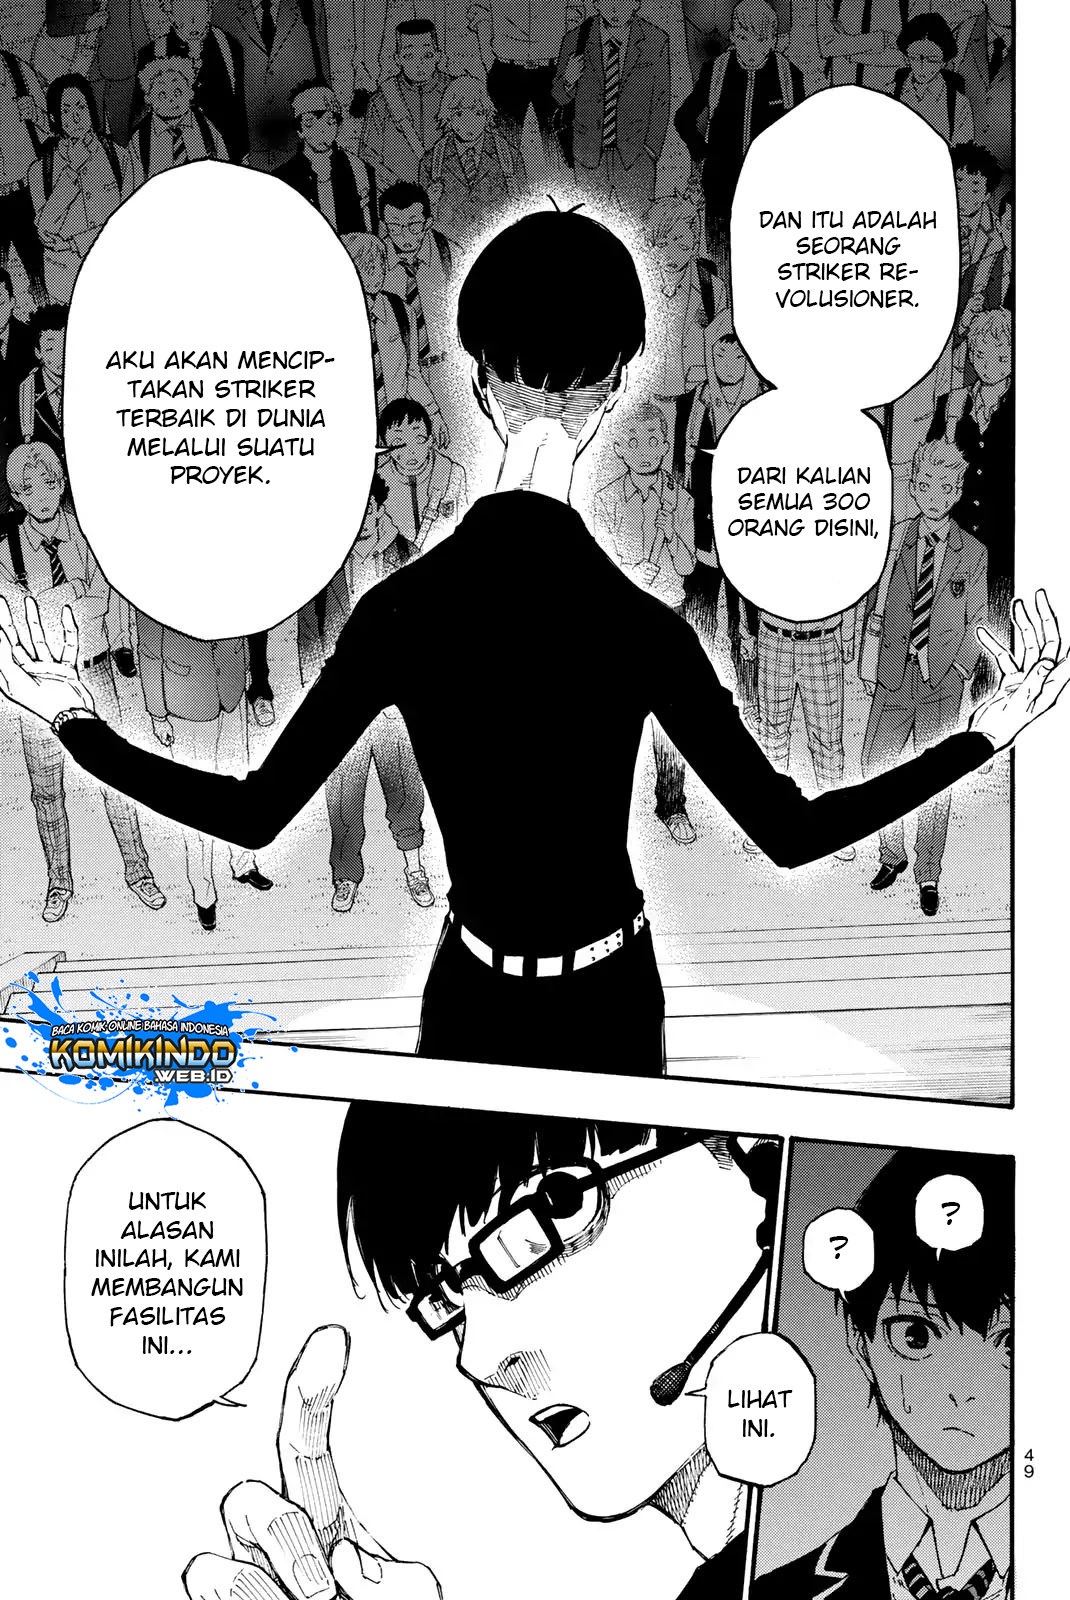 DAN ITU ADALAH
SEORANG
STRIKER RE-
VOLUSIONER.
DARI KALIAN
SEMUA 300
ORANG DISINI,
AKU AKAN MENCIP-
TAKAN STRIKER
TERBAIK DI DUNIA
MELALUI SUATU
PROYEK.
BACA KOMIK ONLINE BAHASA INDONESIA
KOMIKINDO
WEB.ID
?
?
LIHAT
INI.
UNTUK
ALASAN
INILAH, KAMI
MEMBANGUN
FASILITAS
INI...
49